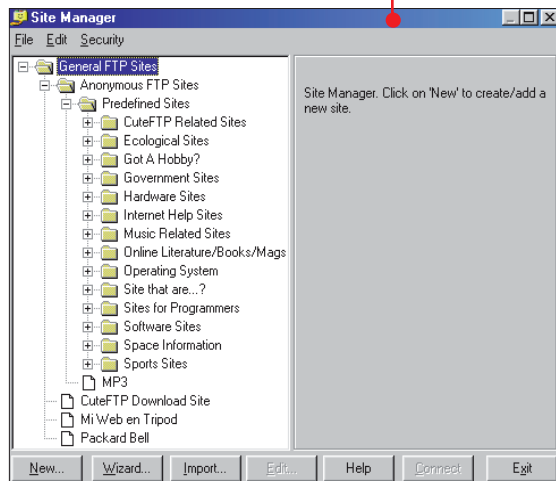 Site Manager
File Edit Security
General FTP Sites
Anonymous FTP Sites
Predefined Sites
CuteFTP Related Sites
Ecological Sites
Got A Hobby?
Government Sites
Hardware Sites
Internet Help Sites
Music Related Sites
Online Literature/Books/Mags
Operating System
Site that are...?
Sites for Programmers
Software Sites
Space Information
Sports Sites
MP3
CuteFTP Download Site
Mi Web en Tripod
Packard Bell
Site Manager. Click on 'New' to create/add a
new site.
New... Wizard... Import... Edit... Help Connect Exit